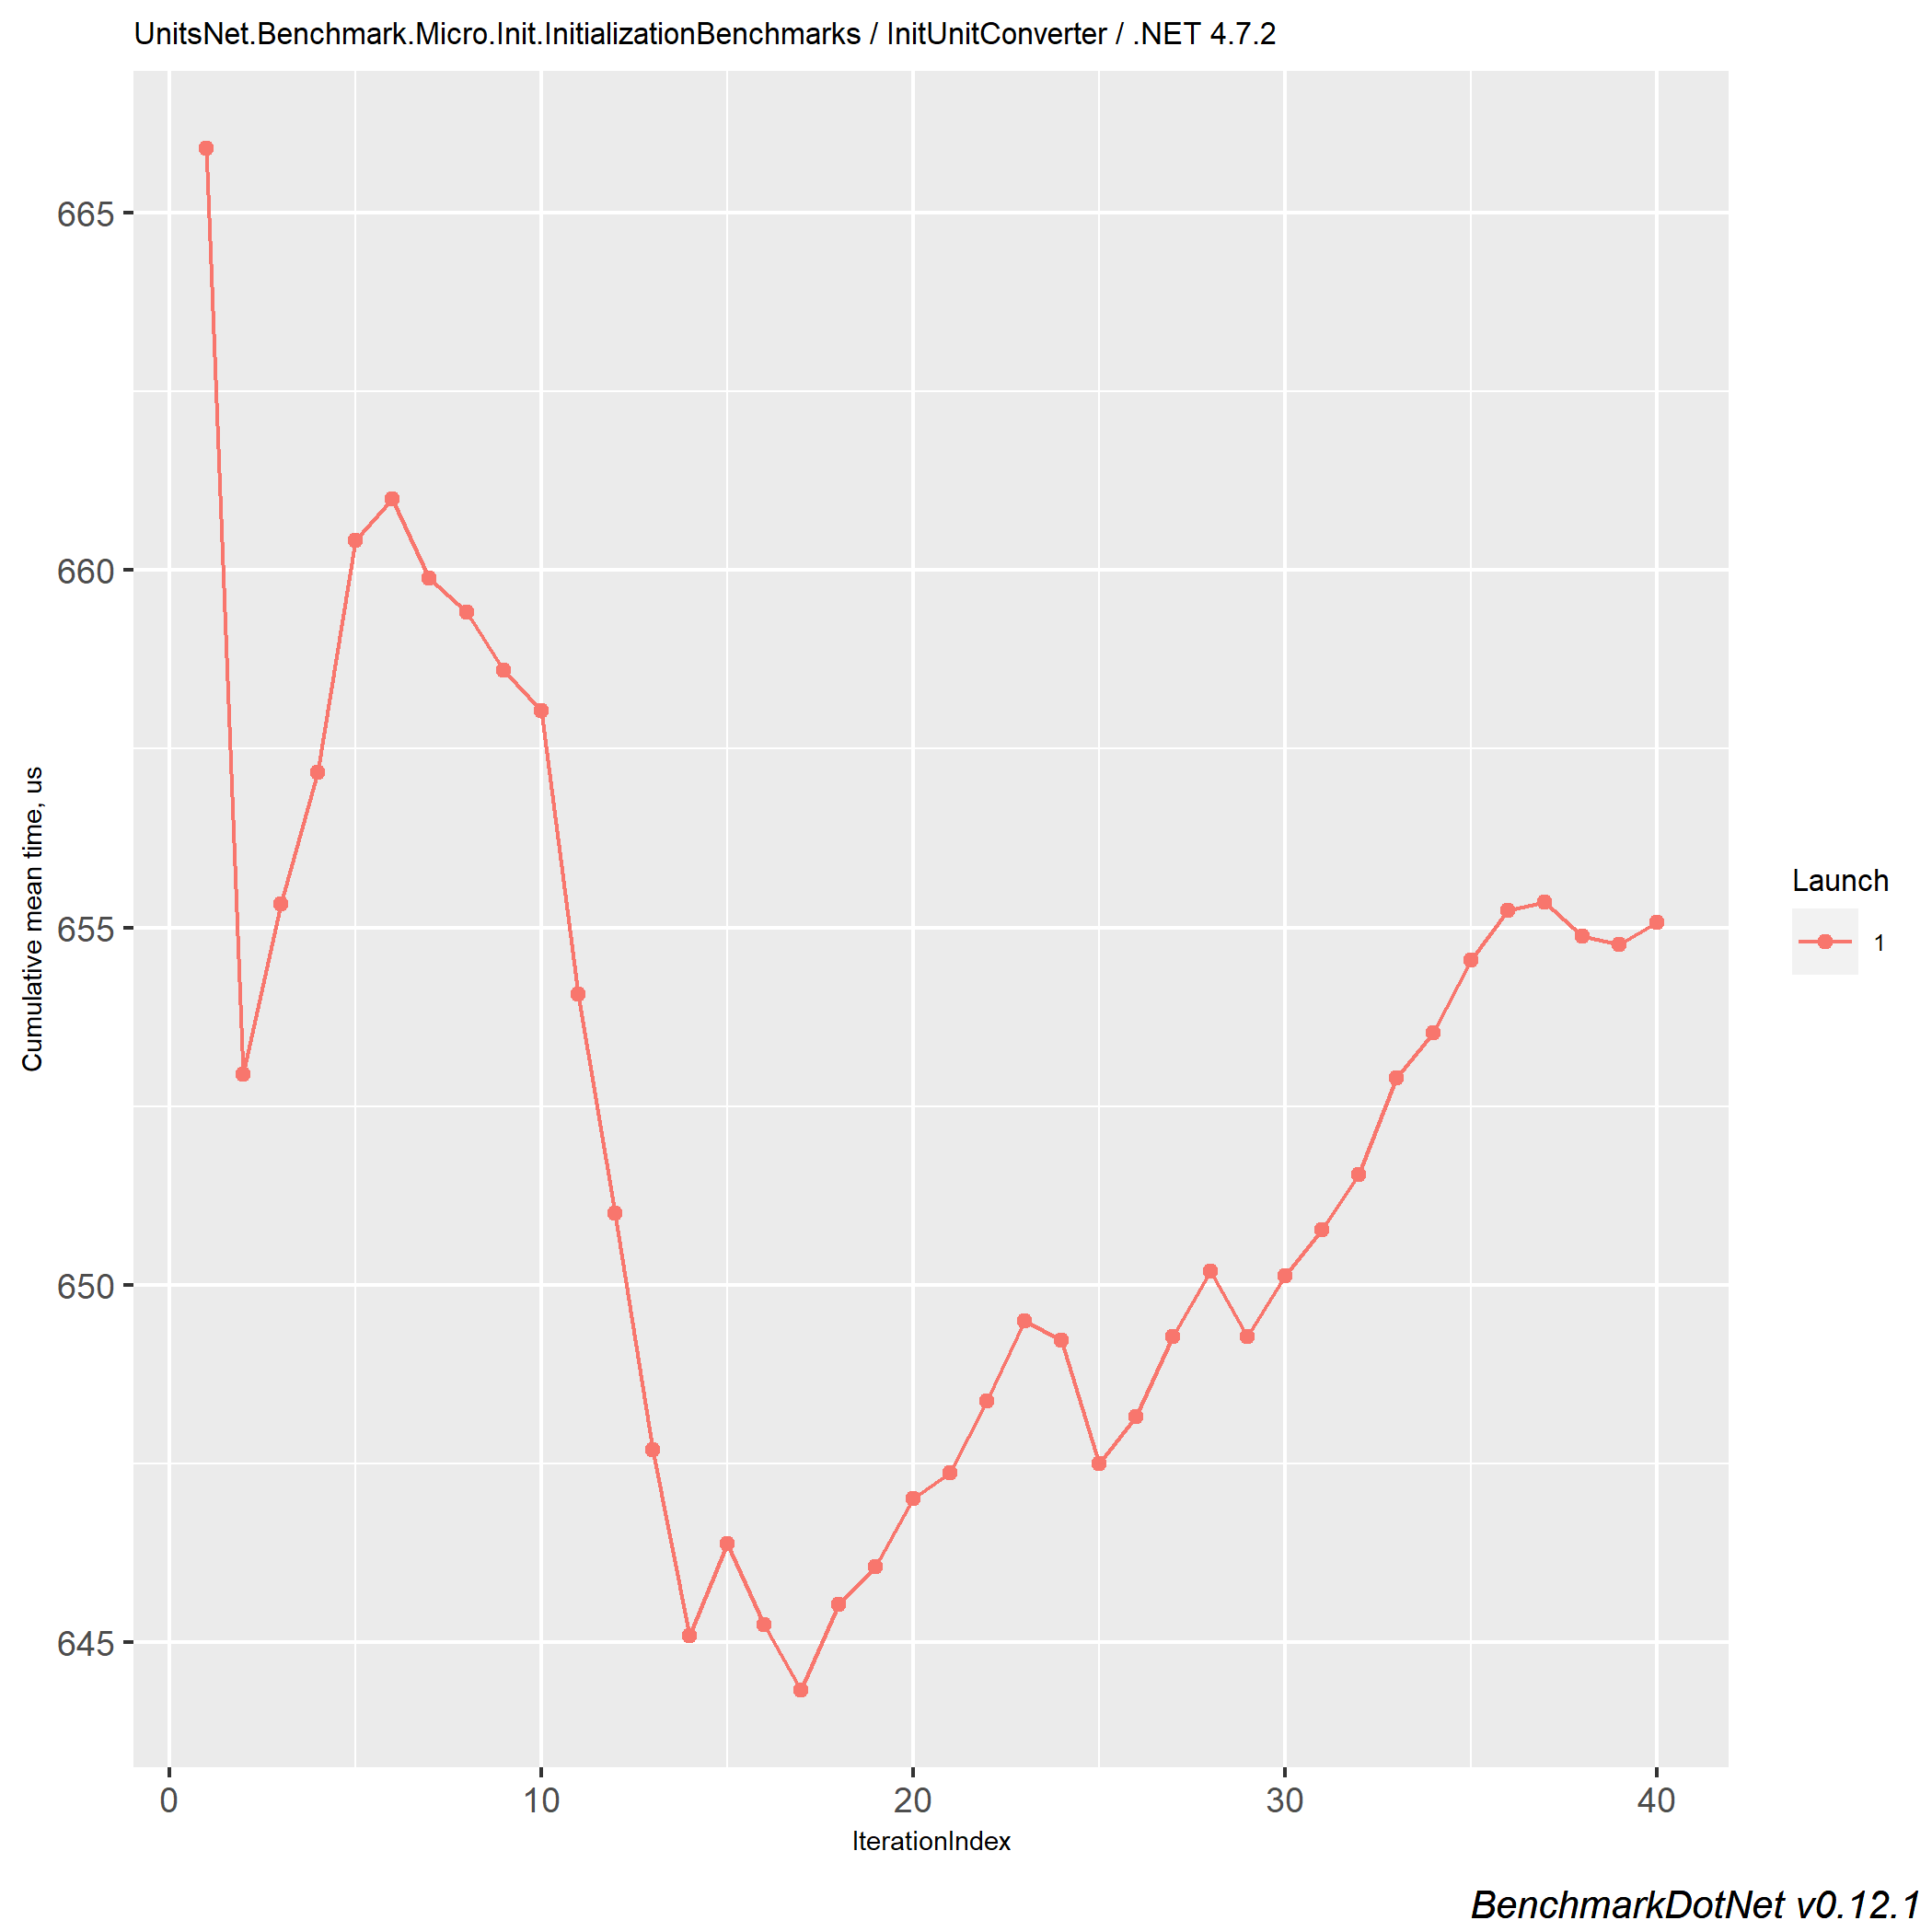 UnitsNet.Benchmark.Micro.Init.InitializationBenchmarks / InitUnitConverter / .NET 4.7.2
665
660
655
650
645
Cumulative mean time, us
0 10 20 30 40
IterationIndex
Launch
1
BenchmarkDotNet v0.12.1